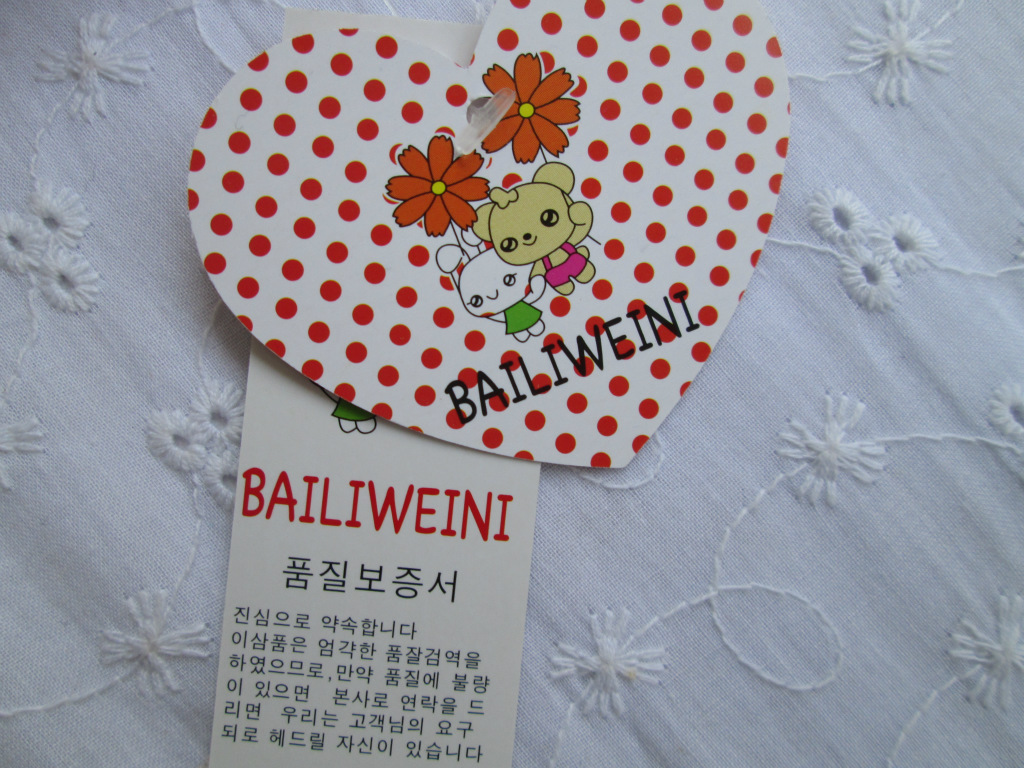 BAILIWEINI
BAILIWEINI
품질보증서
진심으로 약속합니다
이삼품은 엄각한 품잘검역을
하였으므로,만약 품질에 불량
이 있으면 본사로 연락을 드
리면 우리는 고객님의 요구
되로 헤드릴 자신이 있습니다